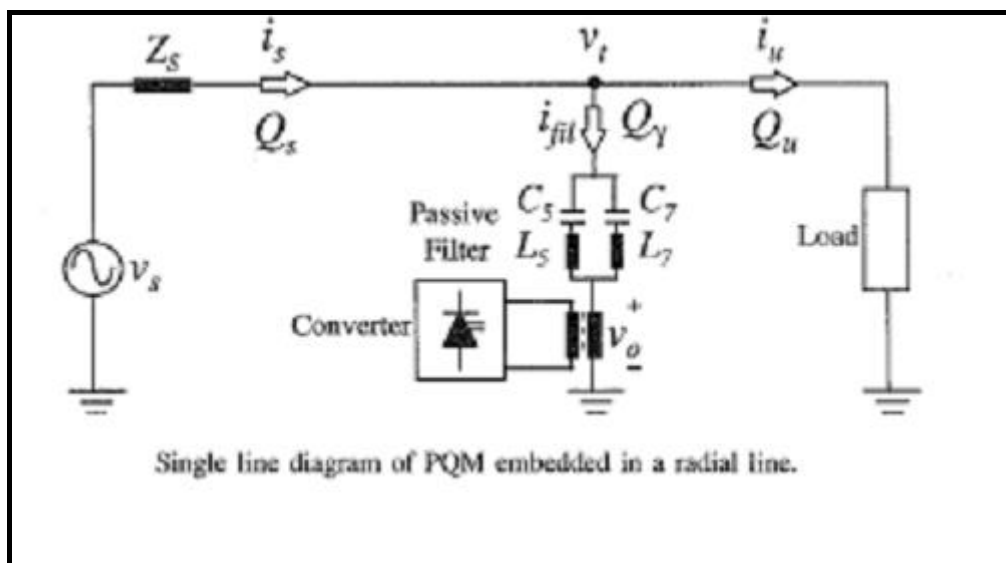 Z_S
i_s
v_t
i_u
Q_s
i_fil
Q_γ
Q_u
C_5
C_7
Passive
Filter
L_5
L_7
Load
v_s
Converter
+
v_o
-
Single line diagram of PQM embedded in a radial line.